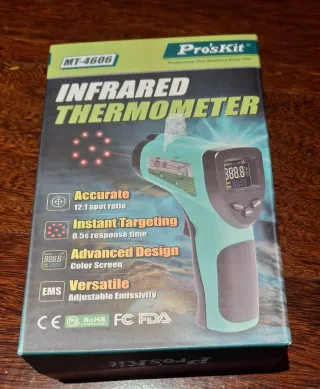 MT-4606
Pro'sKit®
INFRARED
THERMOMETER
Accurate
12:1 spot ratio
Instant Targeting
0.5s response time
888.8
Advanced Design
Color Screen
EMS
Versatile
Adjustable Emissivity
CE
RoHS
FC
FDA
Pro'sKit